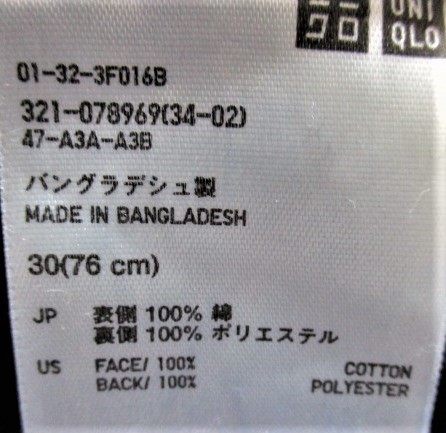 ユニ UNI
クロ QLO
01-32-3F016B
321-078969(34-02)
47-A3A-A3B
バングラデシュ製
MADE IN BANGLADESH
30(76 cm)
JP 表側 100% 綿
裏側 100% ポリエステル
US FACE/ 100% COTTON
BACK/ 100% POLYESTER